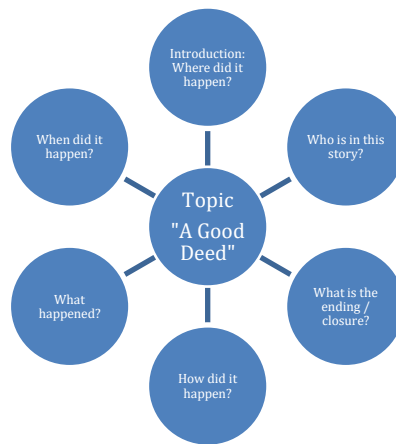 Introduction:
Where did it
happen?
Who is in this
story?
What is the
ending /
closure?
How did it
happen?
What
happened?
When did it
happen?
Topic
"A Good
Deed"